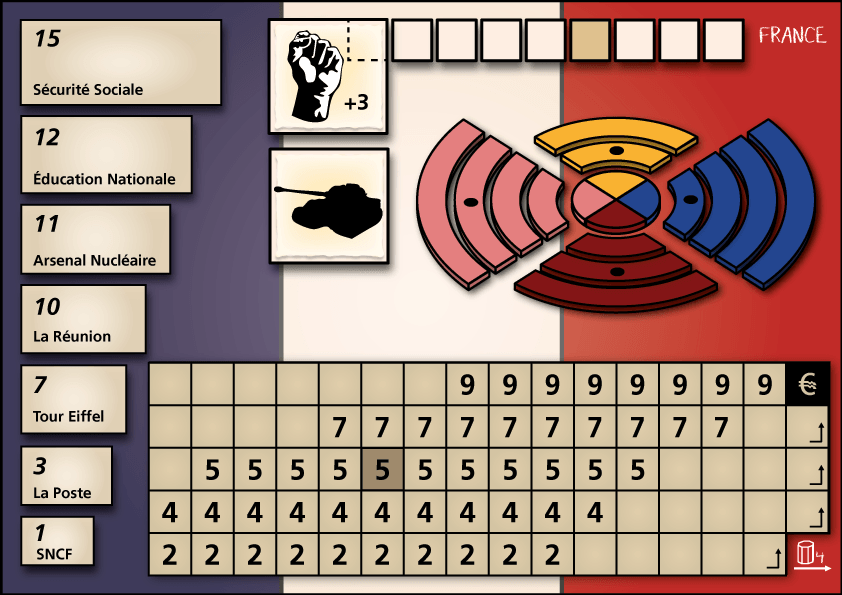 FRANCE
15
Sécurité Sociale
+3
12
Éducation Nationale
11
Arsenal Nucléaire
10
La Réunion
7
Tour Eiffel
3
La Poste
1
SNCF
9 9 9 9 9 9 9 9 €
7 7 7 7 7 7 7 7 7 7
5 5 5 5 5 5 5 5 5 5 5
4 4 4 4 4 4 4 4 4 4 4
2 2 2 2 2 2 2 2 2 2
4